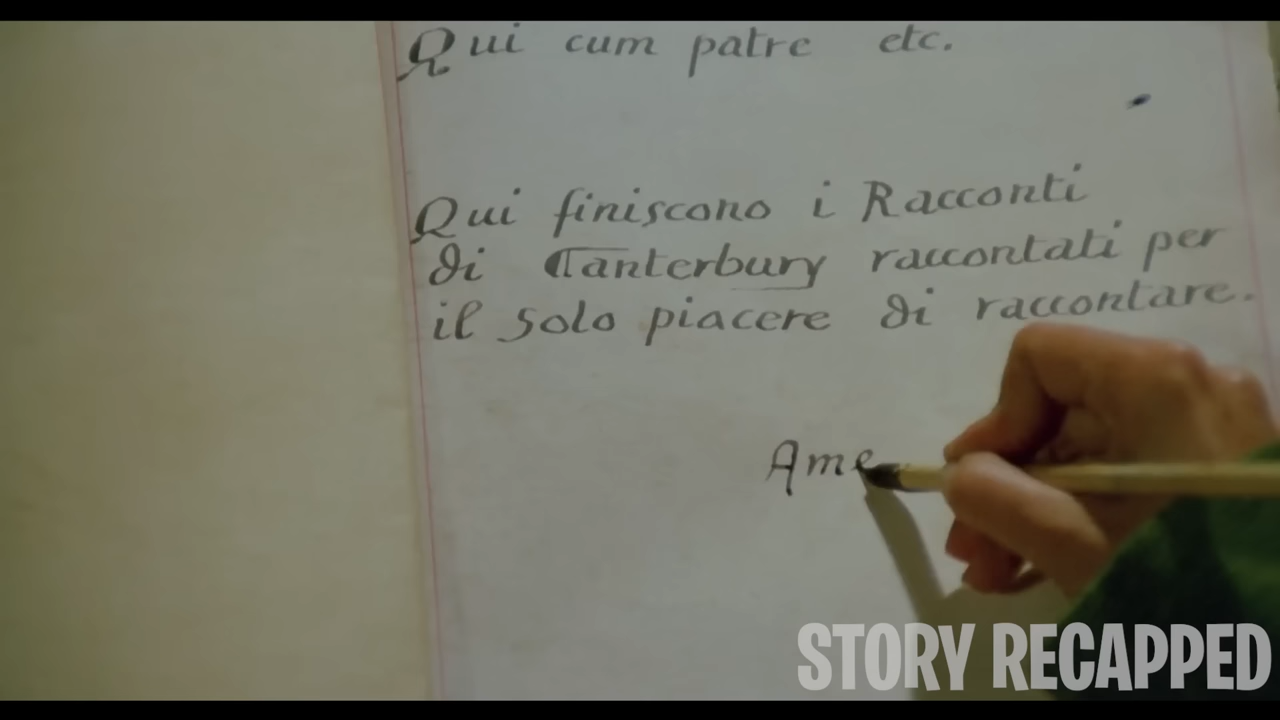 Qui cum patre etc.
Qui finiscono i Racconti
di Canterbury raccontati per
il solo piacere di raccontare.
Ame
STORY RECAPPED